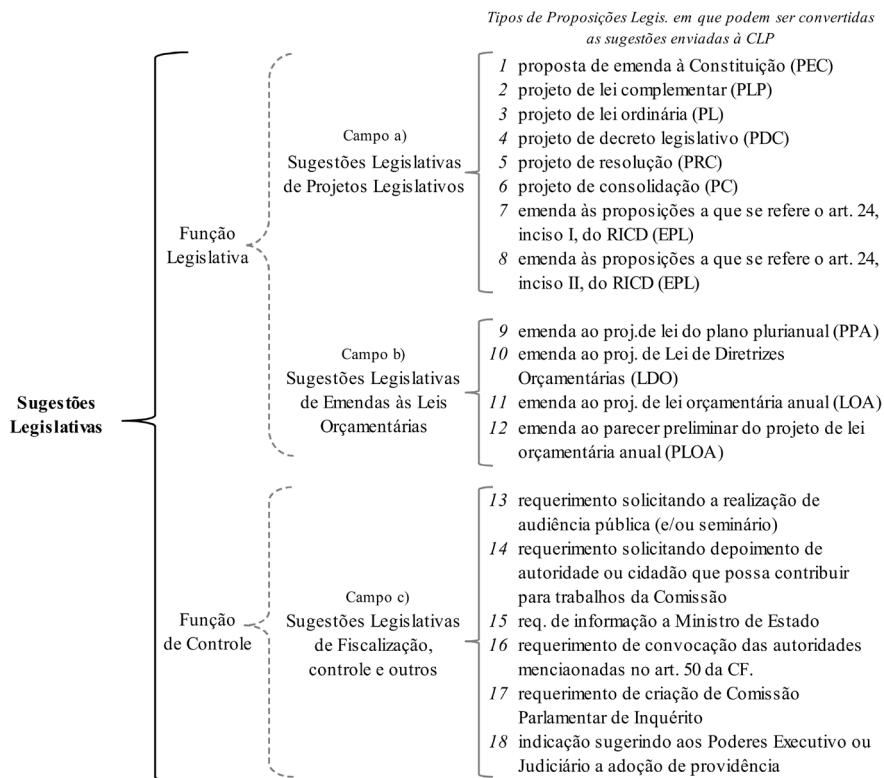 Tipos de Proposições Legis. em que podem ser convertidas
as sugestões enviadas à CLP
Sugestões
Legislativas
Função
Legislativa
Campo a)
Sugestões Legislativas
de Projetos Legislativos
1 proposta de emenda à Constituição (PEC)
2 projeto de lei complementar (PLP)
3 projeto de lei ordinária (PL)
4 projeto de decreto legislativo (PDC)
5 projeto de resolução (PRC)
6 projeto de consolidação (PC)
7 emenda às proposições a que se refere o art. 24,
inciso I, do RICD (EPL)
8 emenda às proposições a que se refere o art. 24,
inciso II, do RICD (EPL)
Campo b)
Sugestões Legislativas
de Emendas às Leis
Orçamentárias
9 emenda ao proj.de lei do plano plurianual (PPA)
10 emenda ao proj. de Lei de Diretrizes
Orçamentárias (LDO)
11 emenda ao proj. de lei orçamentária anual (LOA)
12 emenda ao parecer preliminar do projeto de lei
orçamentária anual (PLOA)
Função
de Controle
Campo c)
Sugestões Legislativas
de Fiscalização,
controle e outros
13 requerimento solicitando a realização de
audiência pública (e/ou seminário)
14 requerimento solicitando depoimento de
autoridade ou cidadão que possa contribuir
para trabalhos da Comissão
15 req. de informação a Ministro de Estado
16 requerimento de convocação das autoridades
menciaonadas no art. 50 da CF.
17 requerimento de criação de Comissão
Parlamentar de Inquérito
18 indicação sugerindo aos Poderes Executivo ou
Judiciário a adoção de providência